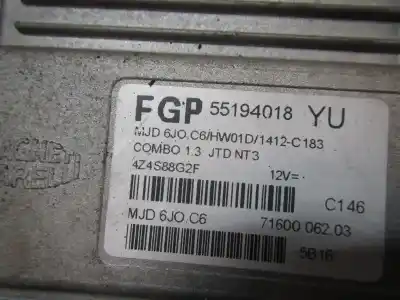 FGP 55194018 YU
MJD 6JO.C6/HW01D/1412-C183
COMBO 1.3 JTD NT3
4Z4S88G2F 12V=
C146
MJD 6JO.C6 71600 062.03
5B16